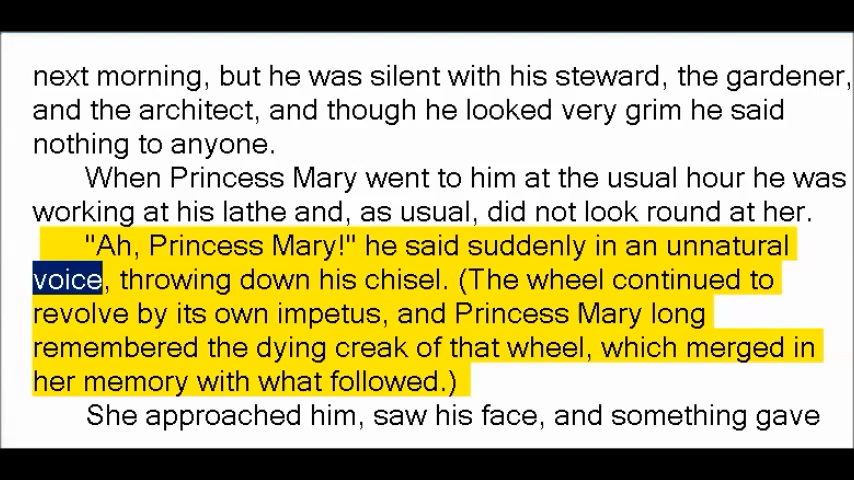 next morning, but he was silent with his steward, the gardener,
and the architect, and though he looked very grim he said
nothing to anyone.
When Princess Mary went to him at the usual hour he was
working at his lathe and, as usual, did not look round at her.
"Ah, Princess Mary!" he said suddenly in an unnatural
voice, throwing down his chisel. (The wheel continued to
revolve by its own impetus, and Princess Mary long
remembered the dying creak of that wheel, which merged in
her memory with what followed.)
She approached him, saw his face, and something gave